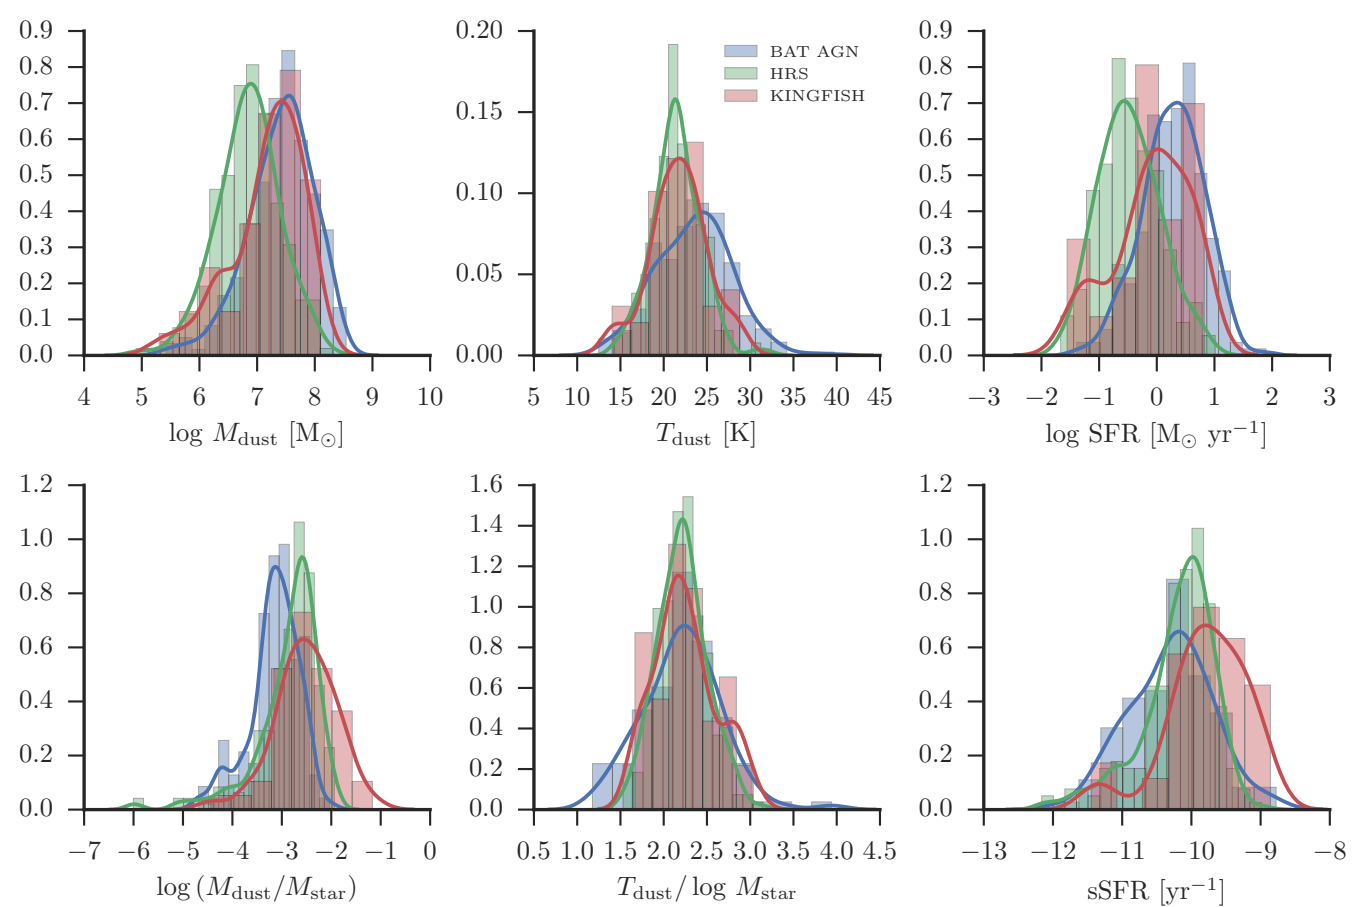 0.9 0.8 0.7 0.6 0.5 0.4 0.3 0.2 0.1 0.0
4 5 6 7 8 9 10
log M_dust [M_⊙]
0.20 0.15 0.10 0.05 0.00
BAT AGN
HRS
KINGFISH
5 10 15 20 25 30 35 40 45
T_dust [K]
0.9 0.8 0.7 0.6 0.5 0.4 0.3 0.2 0.1 0.0
−3 −2 −1 0 1 2 3
log SFR [M_⊙ yr⁻¹]
1.2 1.0 0.8 0.6 0.4 0.2 0.0
−7 −6 −5 −4 −3 −2 −1 0
log (M_dust/M_star)
1.6 1.4 1.2 1.0 0.8 0.6 0.4 0.2 0.0
0.5 1.0 1.5 2.0 2.5 3.0 3.5 4.0 4.5
T_dust/ log M_star
1.2 1.0 0.8 0.6 0.4 0.2 0.0
−13 −12 −11 −10 −9 −8
sSFR [yr⁻¹]